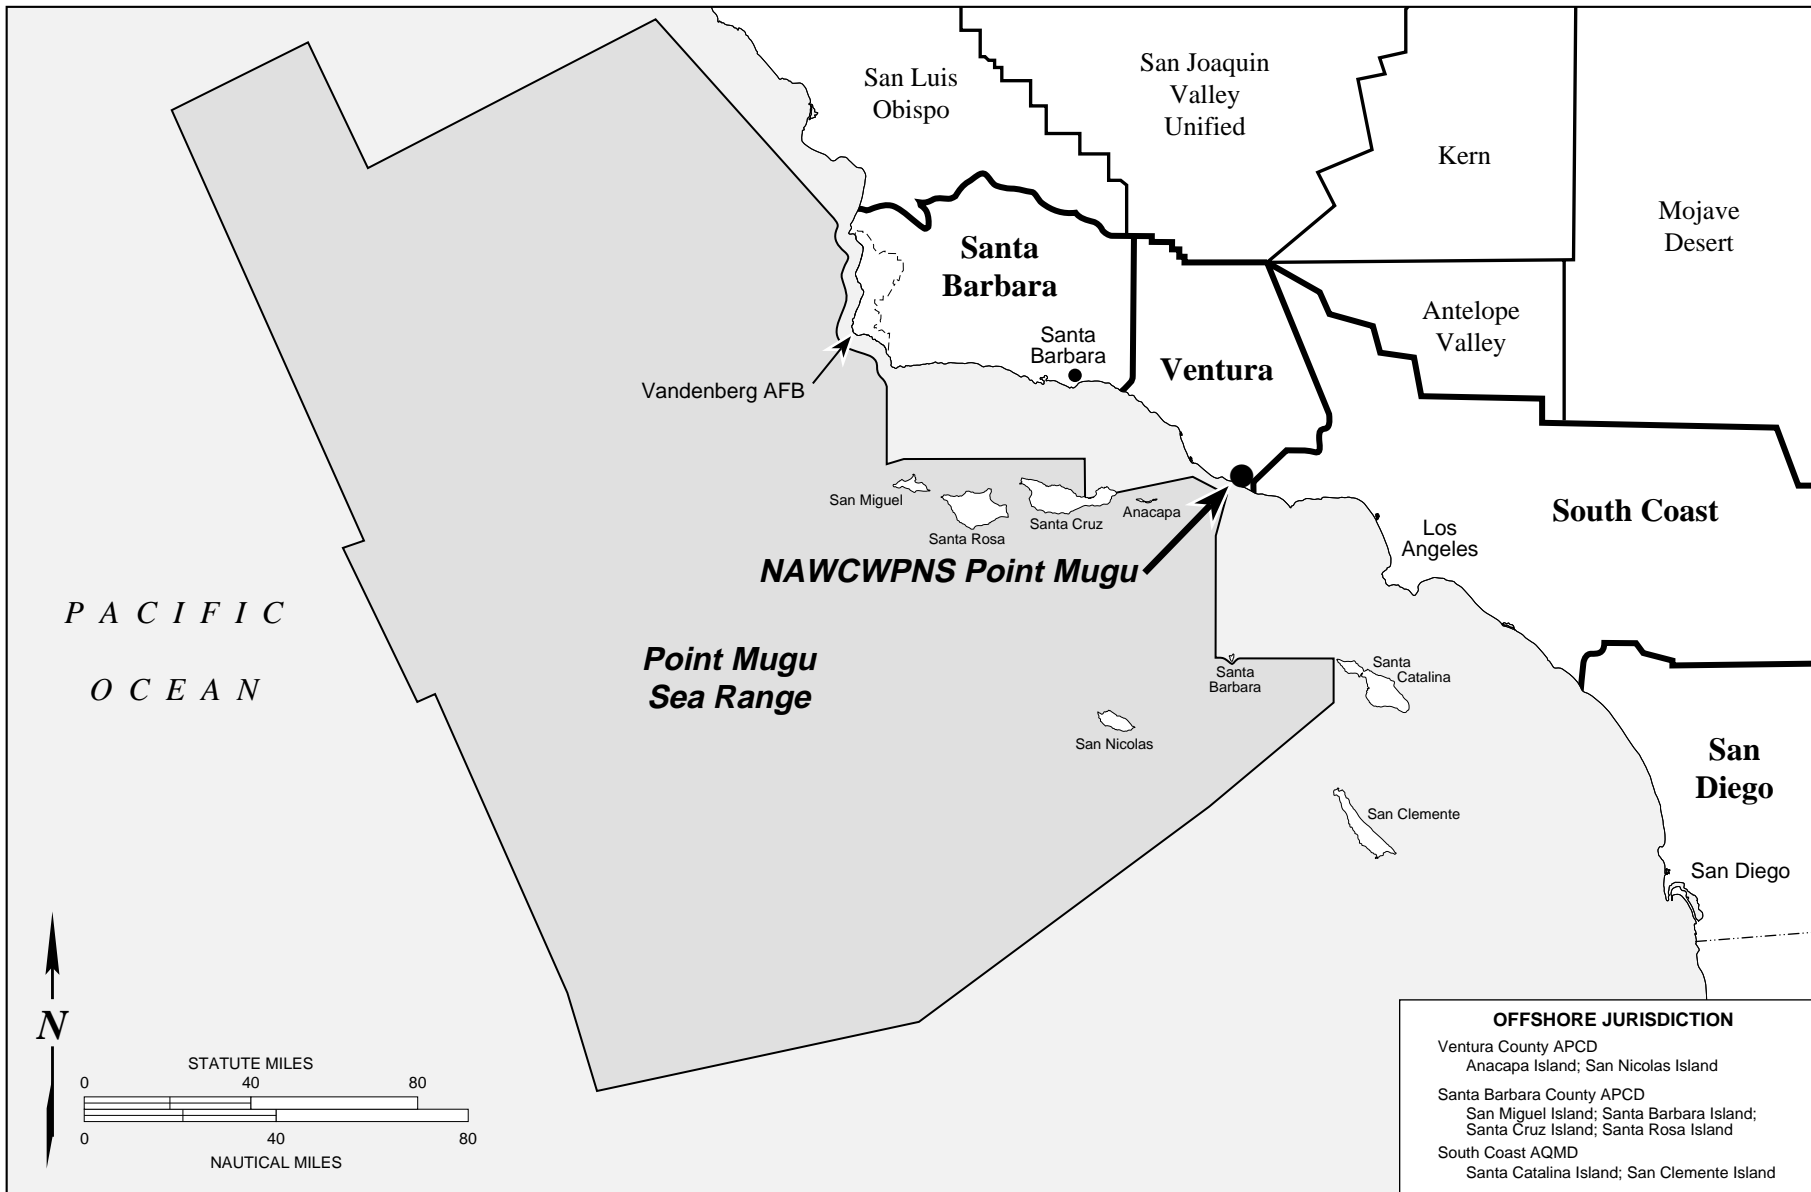 San Luis
Obispo
San Joaquin
Valley
Unified
Kern
Mojave
Desert
Santa
Barbara
Antelope
Valley
Santa
Barbara
Ventura
Vandenberg AFB
San Miguel
Santa Rosa
Santa Cruz
Anacapa
South Coast
Los
Angeles
NAWCWPNS Point Mugu
PACIFIC
OCEAN
Point Mugu
Sea Range
Santa
Barbara
Santa
Catalina
San Nicolas
San
Diego
San Clemente
San Diego
N
STATUTE MILES
0 40 80
0 40 80
NAUTICAL MILES
OFFSHORE JURISDICTION
Ventura County APCD
Anacapa Island; San Nicolas Island
Santa Barbara County APCD
San Miguel Island; Santa Barbara Island;
Santa Cruz Island; Santa Rosa Island
South Coast AQMD
Santa Catalina Island; San Clemente Island